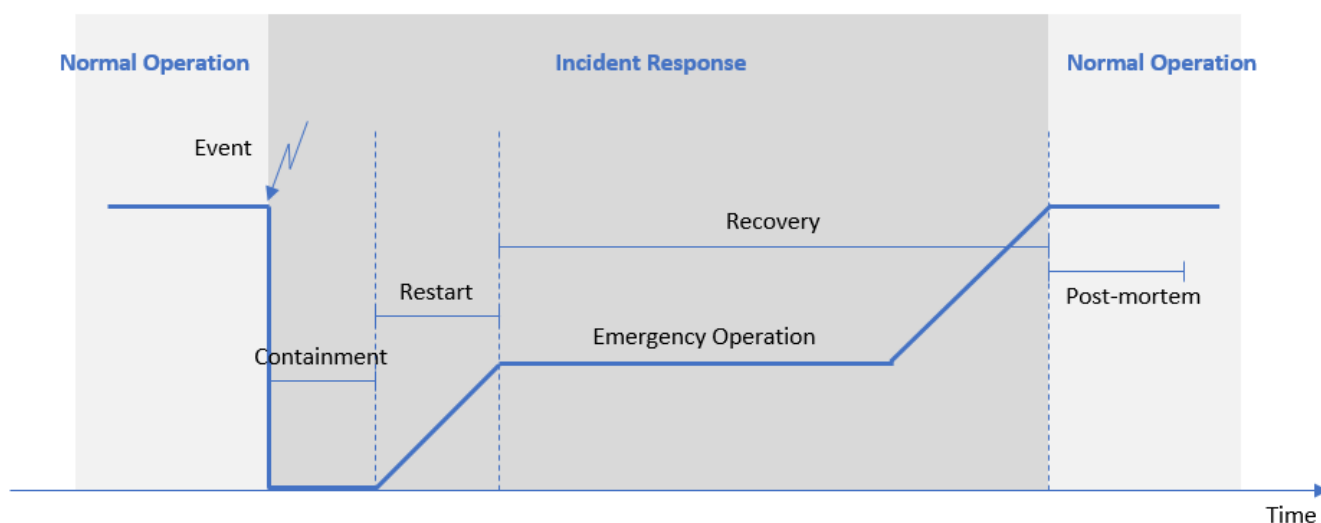 Normal Operation
Incident Response
Normal Operation
Event
Recovery
Restart
Post-mortem
Emergency Operation
Containment
Time